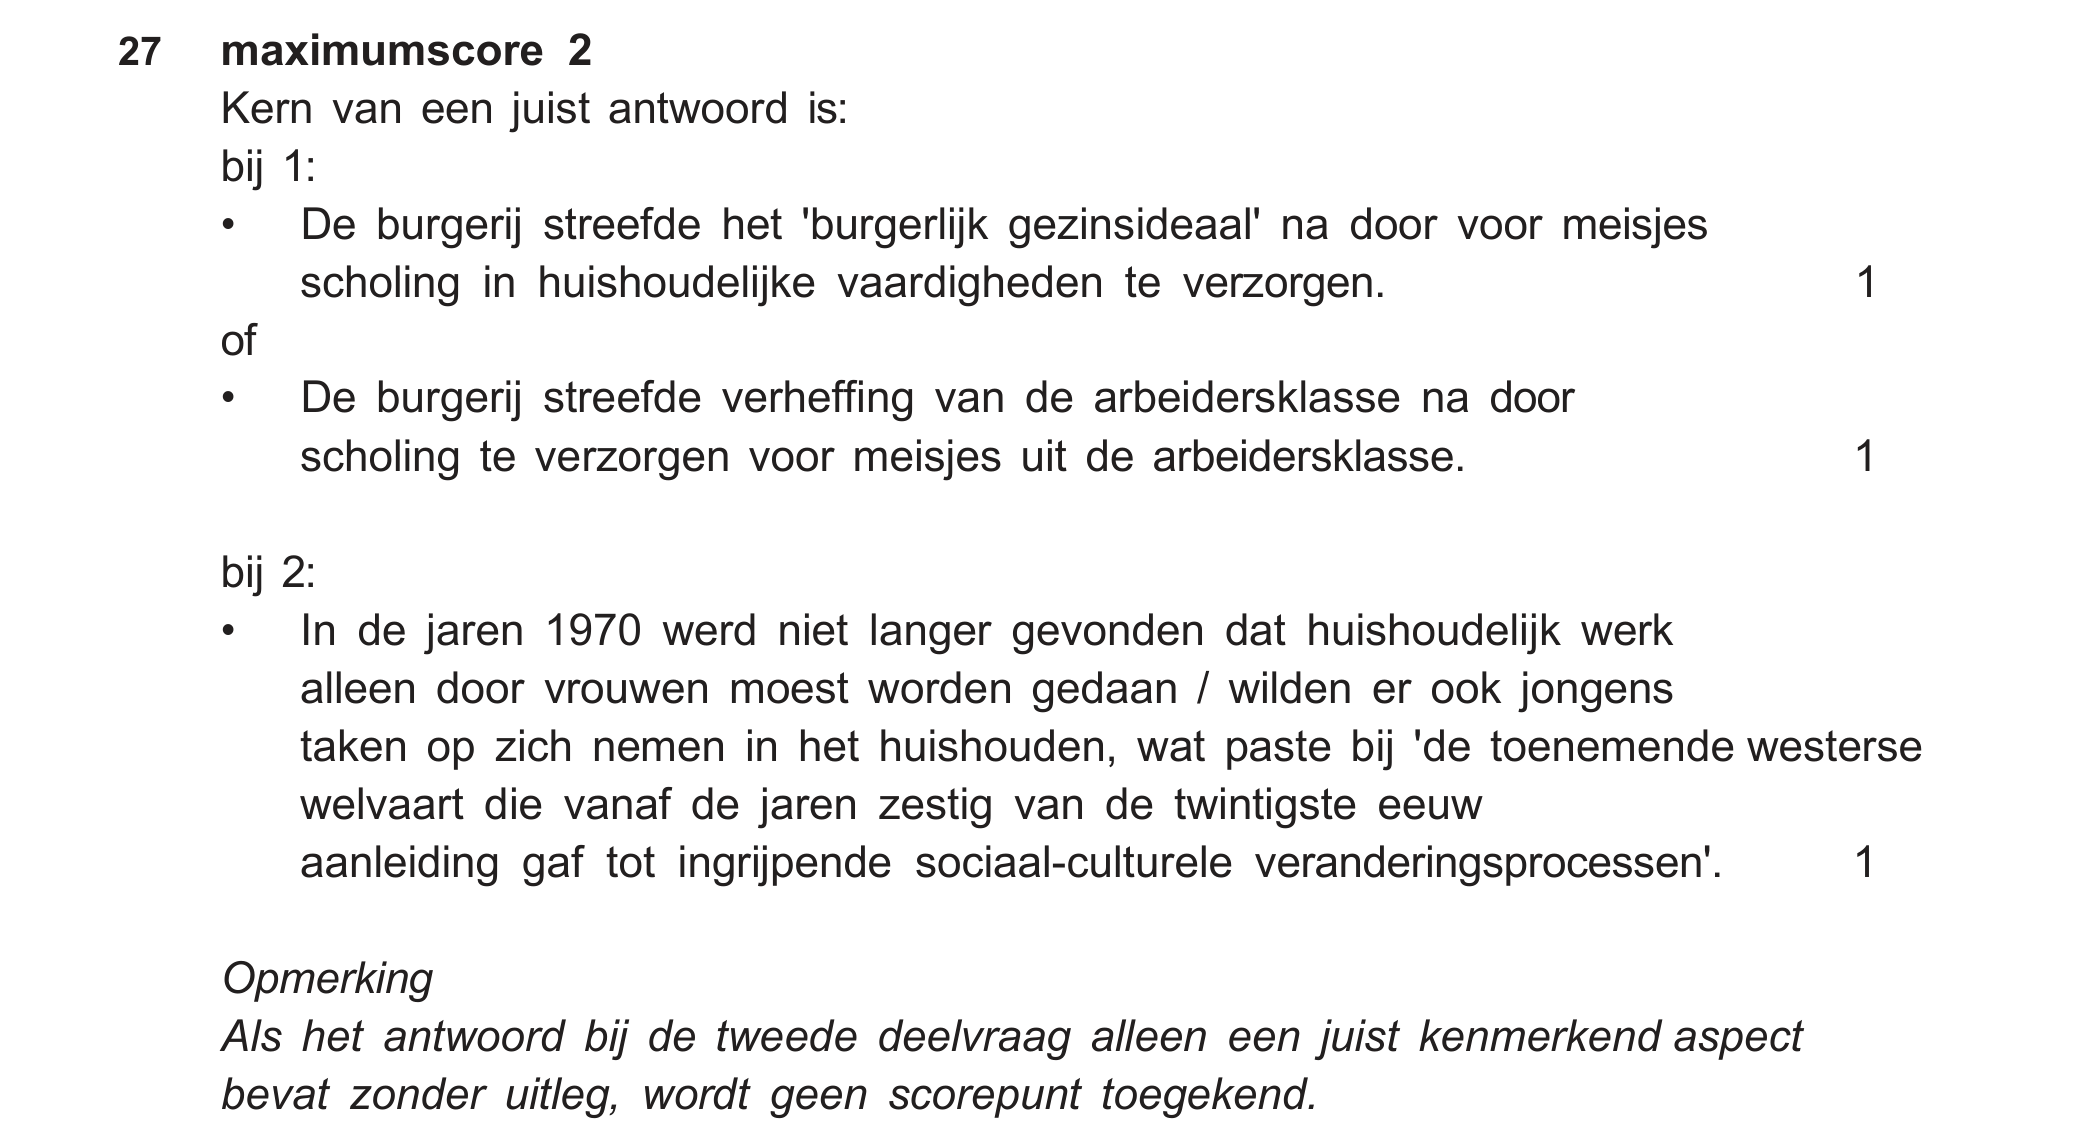 27 maximumscore 2
Kern van een juist antwoord is:
bij 1:
• De burgerij streefde het 'burgerlijk gezinsideaal' na door voor meisjes
scholing in huishoudelijke vaardigheden te verzorgen. 1
of
• De burgerij streefde verheffing van de arbeidersklasse na door
scholing te verzorgen voor meisjes uit de arbeidersklasse. 1
bij 2:
• In de jaren 1970 werd niet langer gevonden dat huishoudelijk werk
alleen door vrouwen moest worden gedaan / wilden er ook jongens
taken op zich nemen in het huishouden, wat paste bij 'de toenemende westerse
welvaart die vanaf de jaren zestig van de twintigste eeuw
aanleiding gaf tot ingrijpende sociaal-culturele veranderingsprocessen'. 1
Opmerking
Als het antwoord bij de tweede deelvraag alleen een juist kenmerkend aspect
bevat zonder uitleg, wordt geen scorepunt toegekend.